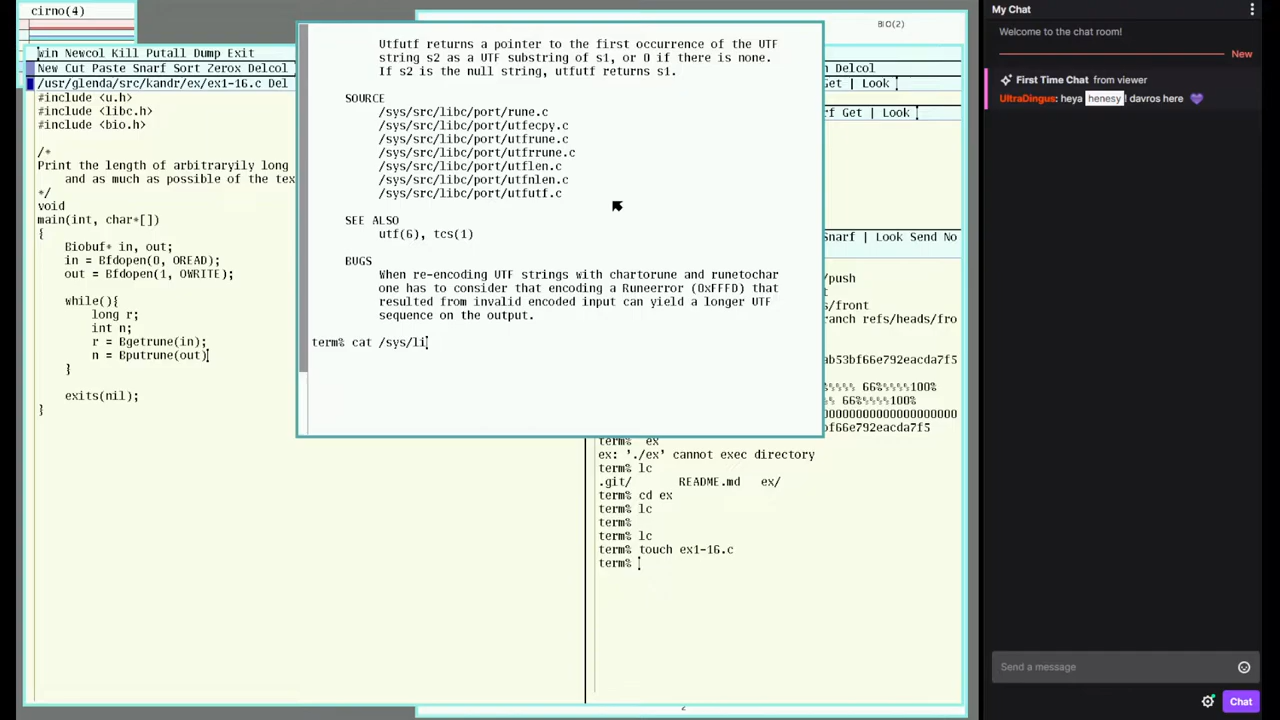 cirno(4)
BIO(2)
win Newcol Kill Putall Dump Exit
New Cut Paste Snarf Sort Zerox Delcol
/usr/glenda/src/kandr/ex/ex1-16.c Del
#include <u.h>
#include <libc.h>
#include <bio.h>
/*
Print the length of arbitraryily long
and as much as possible of the tex
*/
void
main(int, char*[])
{
Biobuf* in, out;
in = Bfdopen(0, OREAD);
out = Bfdopen(1, OWRITE);
while(){
long r;
int n;
r = Bgetrune(in);
n = Bputrune(out)
}
exits(nil);
}
Utfutf returns a pointer to the first occurrence of the UTF
string s2 as a UTF substring of s1, or 0 if there is none.
If s2 is the null string, utfutf returns s1.
SOURCE
/sys/src/libc/port/rune.c
/sys/src/libc/port/utfecpy.c
/sys/src/libc/port/utfrune.c
/sys/src/libc/port/utfrrune.c
/sys/src/libc/port/utflen.c
/sys/src/libc/port/utfnlen.c
/sys/src/libc/port/utfutf.c
SEE ALSO
utf(6), tcs(1)
BUGS
When re-encoding UTF strings with chartorune and runetochar
one has to consider that encoding a Runeerror (0xFFFD) that
resulted from invalid encoded input can yield a longer UTF
sequence on the output.
term% cat /sys/li
Delcol
Get | Look
rf Get | Look
Snarf | Look Send No
/push
t
s/front
ranch refs/heads/fro
ab53bf66e792eacda7f5
%%%% 66%%%%%100%
% 66%%%%%100%
00000000000000000000
bf66e792eacda7f5
term% ex
ex: './ex' cannot exec directory
term% lc
.git/ README.md ex/
term% cd ex
term% lc
term%
term% lc
term% touch ex1-16.c
term%
2
My Chat
Welcome to the chat room!
New
First Time Chat from viewer
UltraDingus: heya henesy! davros here 💜
Send a message
Chat